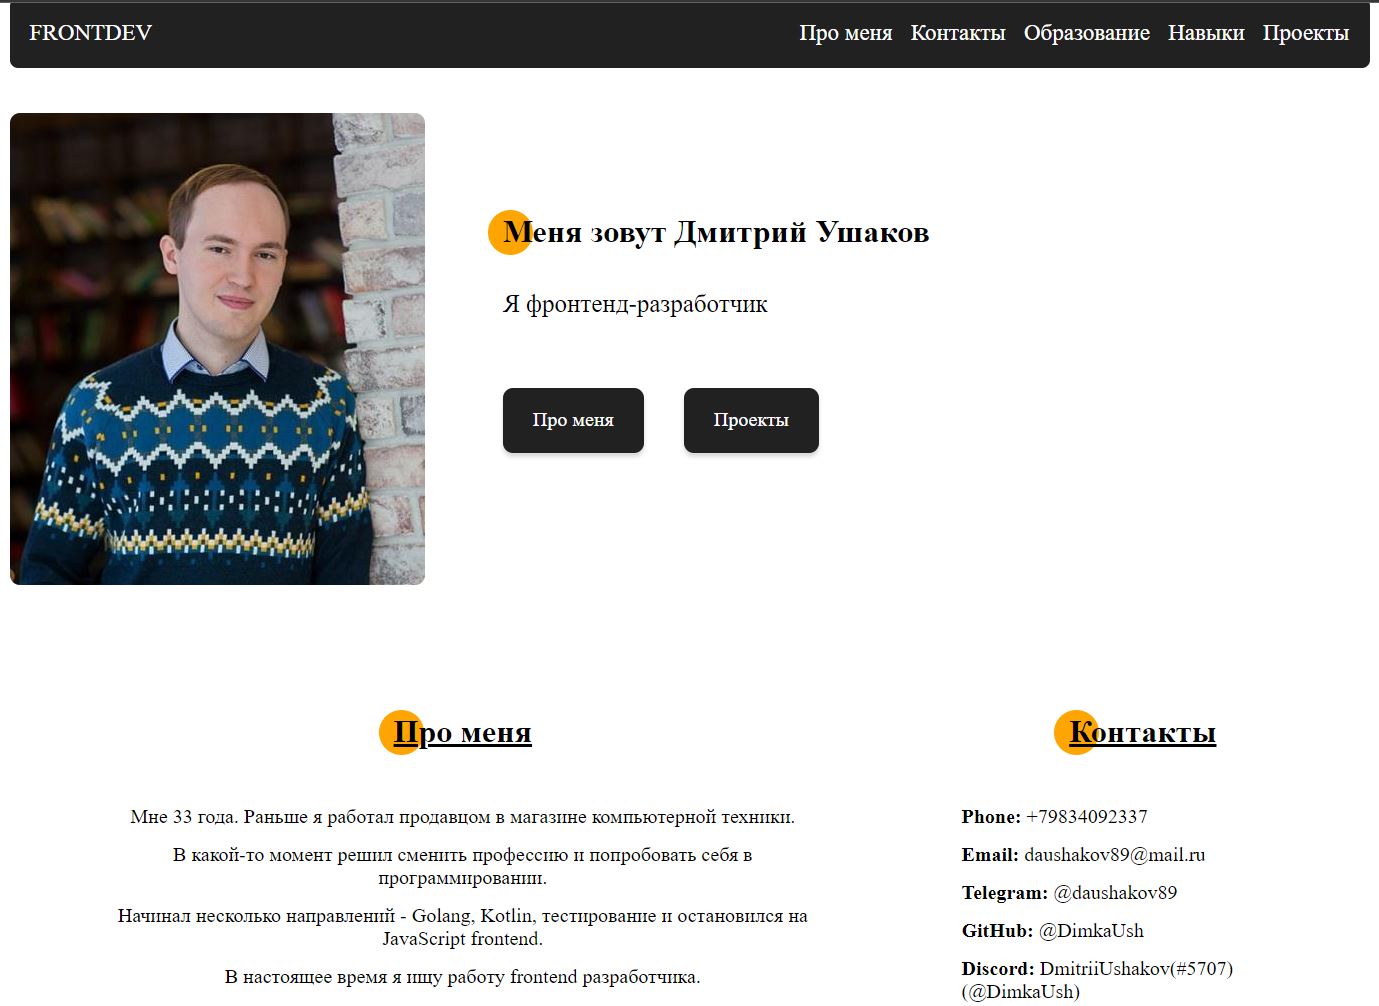 FRONTDEV
Про меня Контакты Образование Навыки Проекты
Меня зовут Дмитрий Ушаков
Я фронтенд-разработчик
Про меня Проекты
Про меня
Мне 33 года. Раньше я работал продавцом в магазине компьютерной техники.
В какой-то момент решил сменить профессию и попробовать себя в
программировании.
Начинал несколько направлений - Golang, Kotlin, тестирование и остановился на
JavaScript frontend.
В настоящее время я ищу работу frontend разработчика.
Контакты
Phone: +79834092337
Email: daushakov89@mail.ru
Telegram: @daushakov89
GitHub: @DimkaUsh
Discord: DmitriiUshakov(#5707)
(@DimkaUsh)